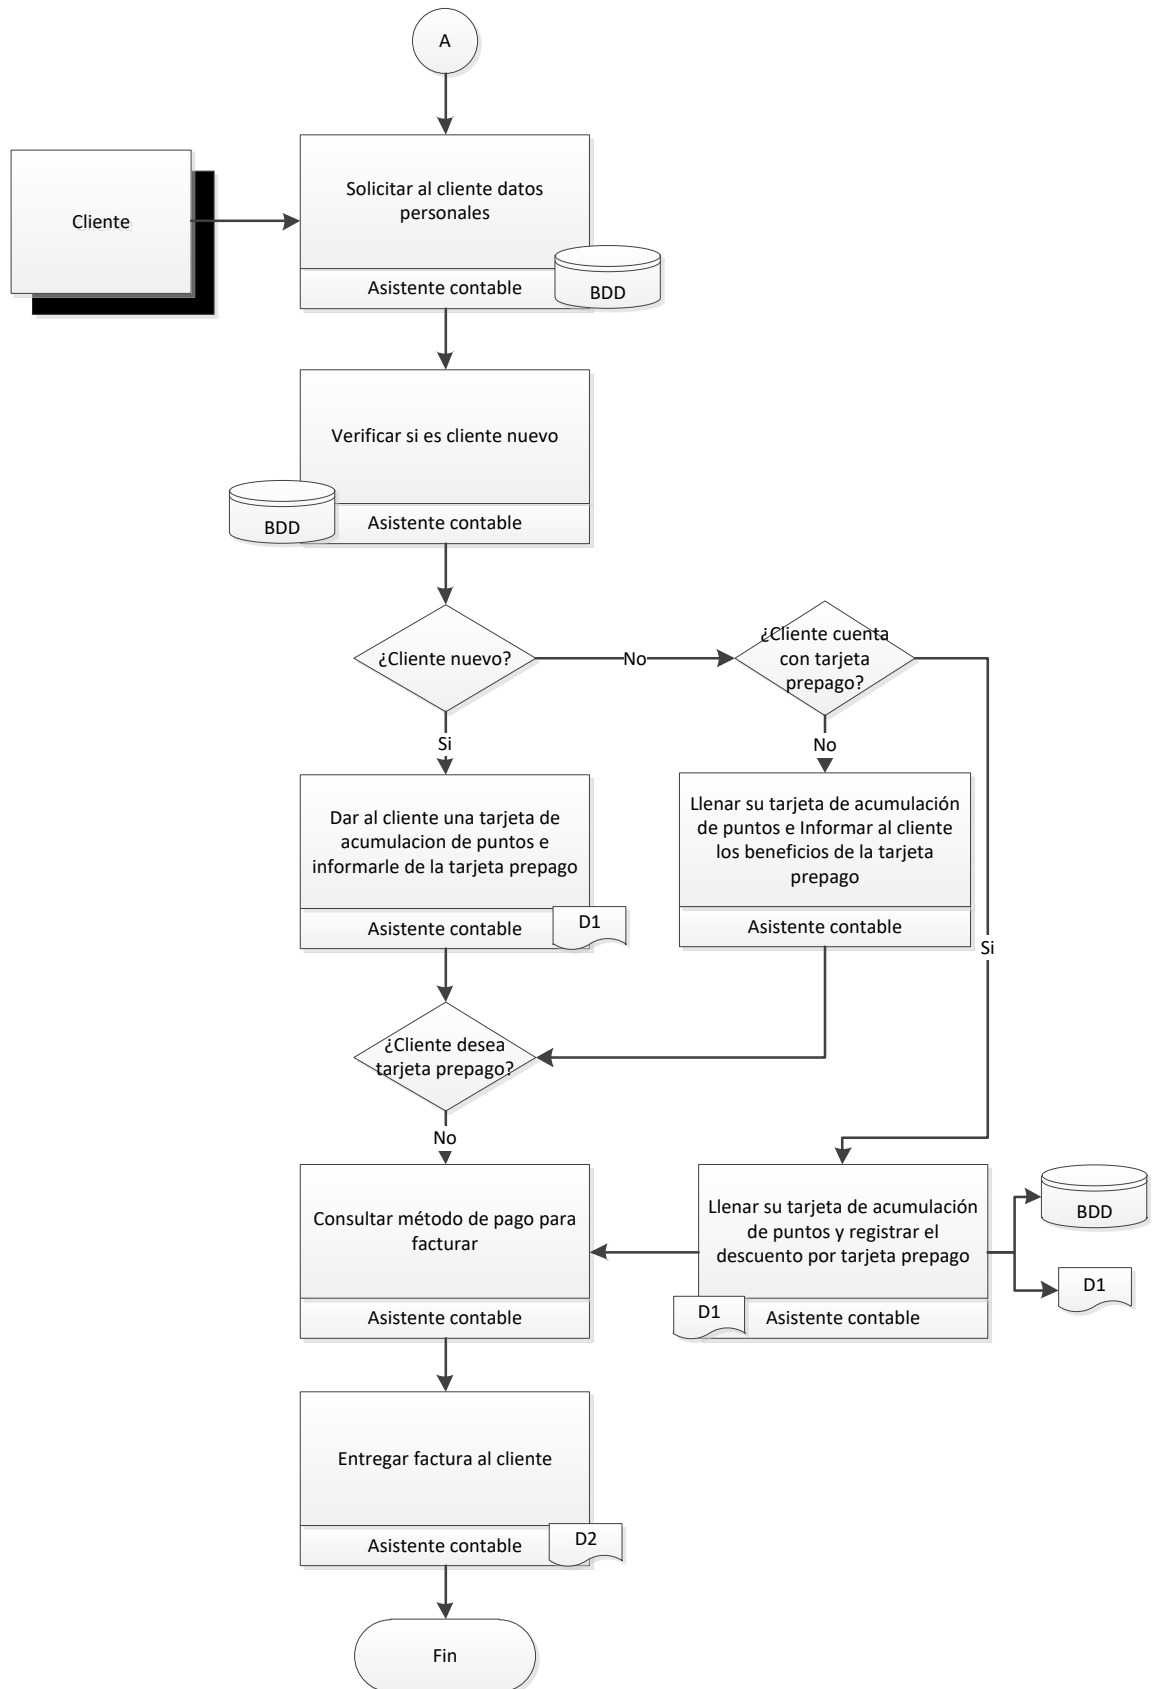 A
Cliente
Solicitar al cliente datos
personales
Asistente contable
BDD
Verificar si es cliente nuevo
BDD
Asistente contable
¿Cliente nuevo?
No
¿Cliente cuenta
con tarjeta
prepago?
Si
No
Dar al cliente una tarjeta de
acumulacion de puntos e
informarle de la tarjeta prepago
Asistente contable
D1
Llenar su tarjeta de acumulación
de puntos e Informar al cliente
los beneficios de la tarjeta
prepago
Asistente contable
Si
¿Cliente desea
tarjeta prepago?
No
Consultar método de pago para
facturar
Asistente contable
Llenar su tarjeta de acumulación
de puntos y registrar el
descuento por tarjeta prepago
D1
Asistente contable
BDD
D1
Entregar factura al cliente
Asistente contable
D2
Fin